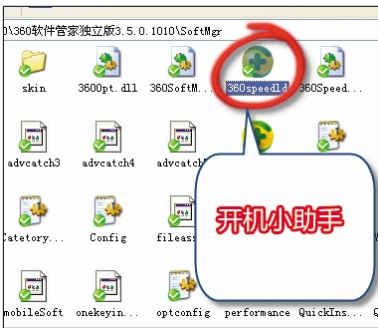 \360软件管家独立版3.5.0.1010\SoftMgr
skin 3600pt.dll 360SoftM... 360speedld 360Speed...
advcatch3 advcatch4 advcatch
Catetory... Config fileass
开机小助手
mobileSoft onekeyin... optconfig performance QuickIns...